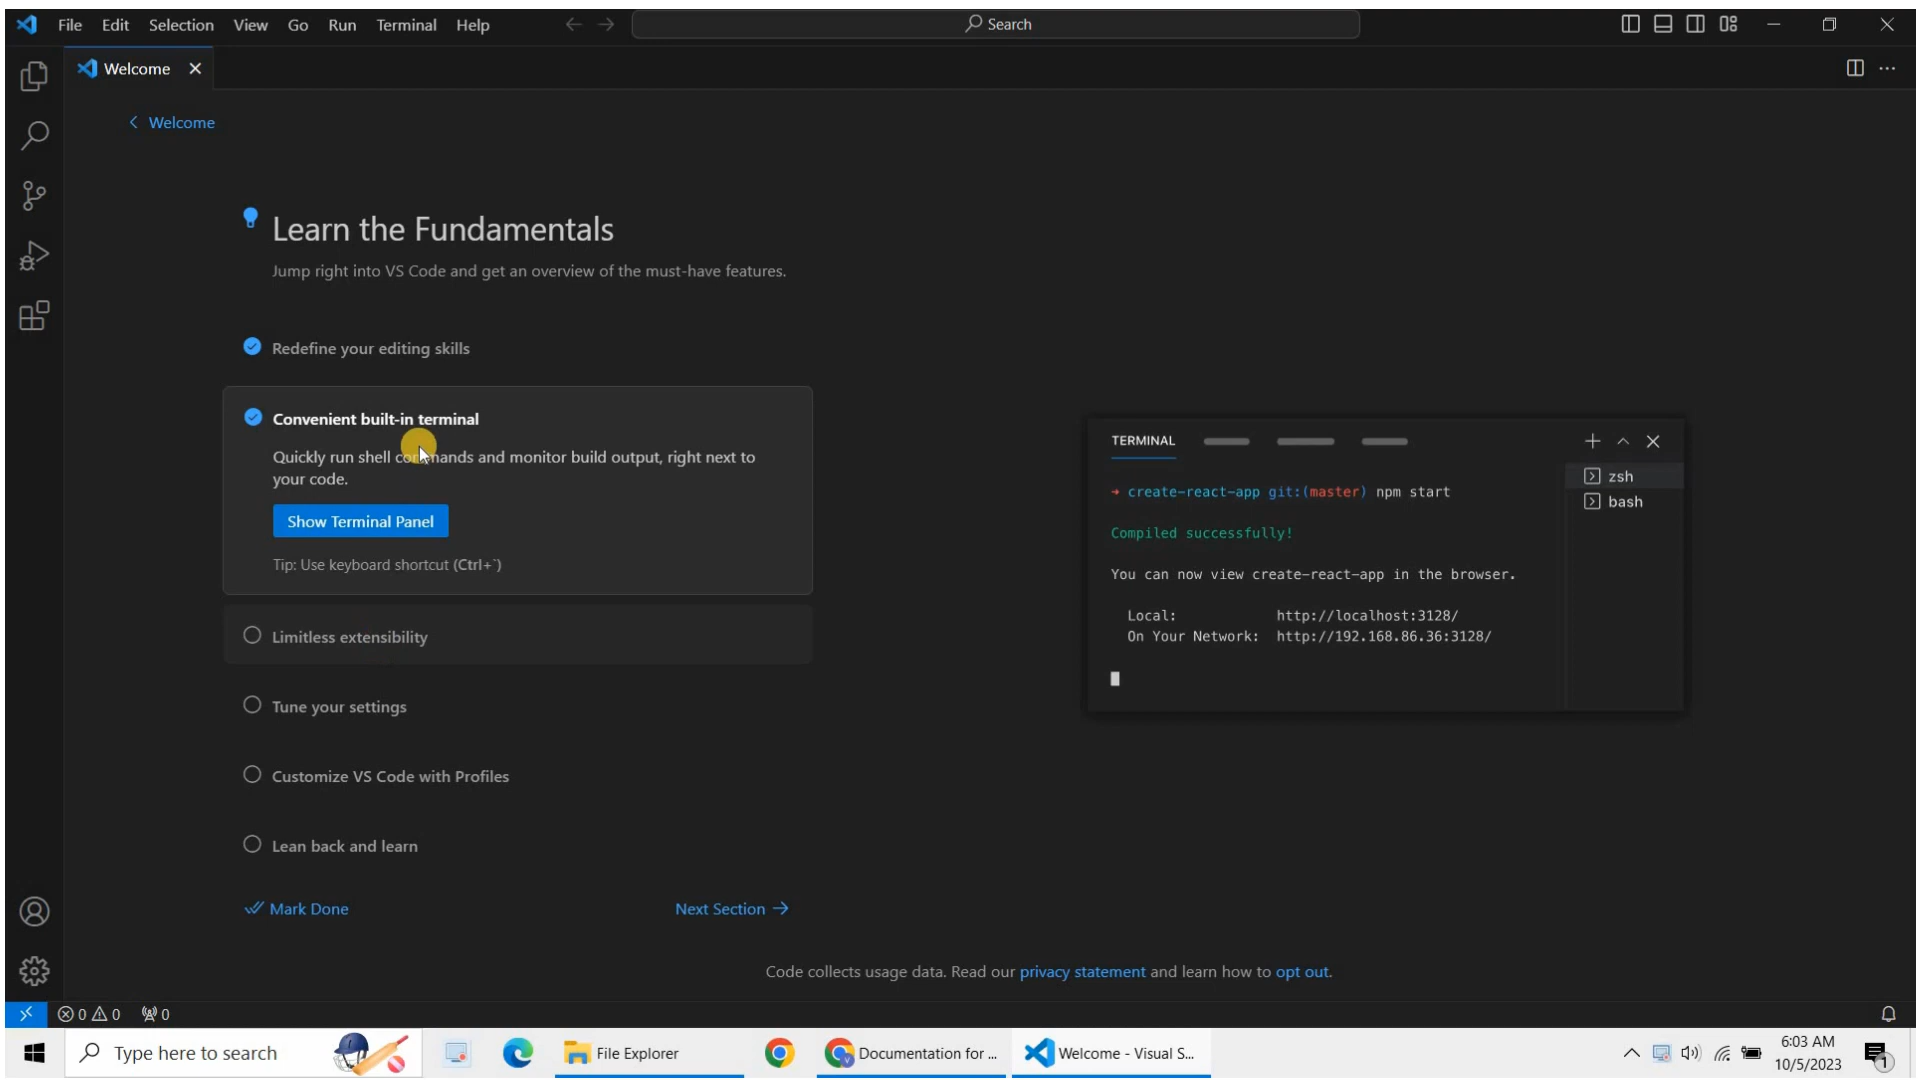 File Edit Selection View Go Run Terminal Help
Search
Welcome
Welcome
Learn the Fundamentals
Jump right into VS Code and get an overview of the must-have features.
Redefine your editing skills
Convenient built-in terminal
Quickly run shell commands and monitor build output, right next to
your code.
Show Terminal Panel
Tip: Use keyboard shortcut (Ctrl+`)
Limitless extensibility
Tune your settings
Customize VS Code with Profiles
Lean back and learn
Mark Done
Next Section
TERMINAL
zsh
bash
create-react-app git:(master) npm start
Compiled successfully!
You can now view create-react-app in the browser.
Local: http://localhost:3128/
On Your Network: http://192.168.86.36:3128/
Code collects usage data. Read our privacy statement and learn how to opt out.
0 0 0
Type here to search
File Explorer
Documentation for ...
Welcome - Visual S...
6:03 AM
10/5/2023
1